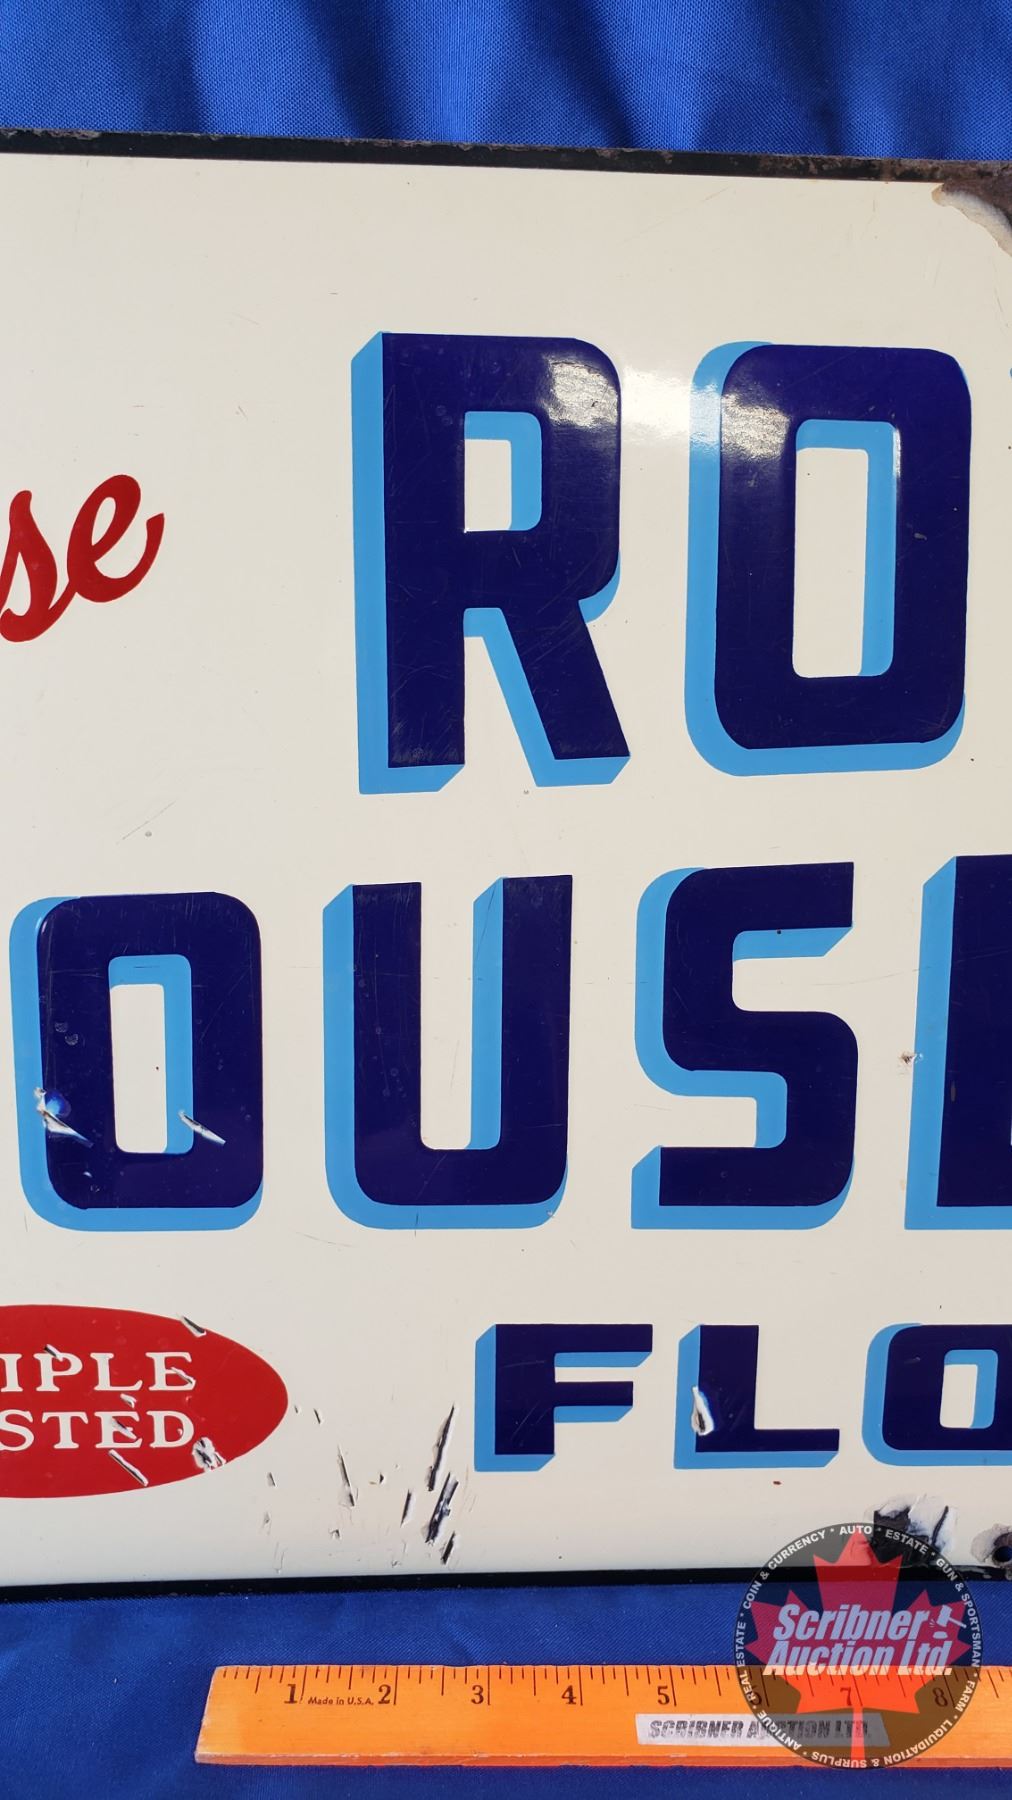 se RO
OUSE
IPLE
STED
FLO
COIN & CURRENCY * AUTO * ESTATE * GUN & SPORTSMAN * FARM * LIQUIDATION & SURPLUS * ANTIQUE * REAL ESTATE *
Scribner
Auction Ltd.
1 2 3 4 5 6 7 8
Made in U.S.A.
SCRIBNER AUCTION LTD.